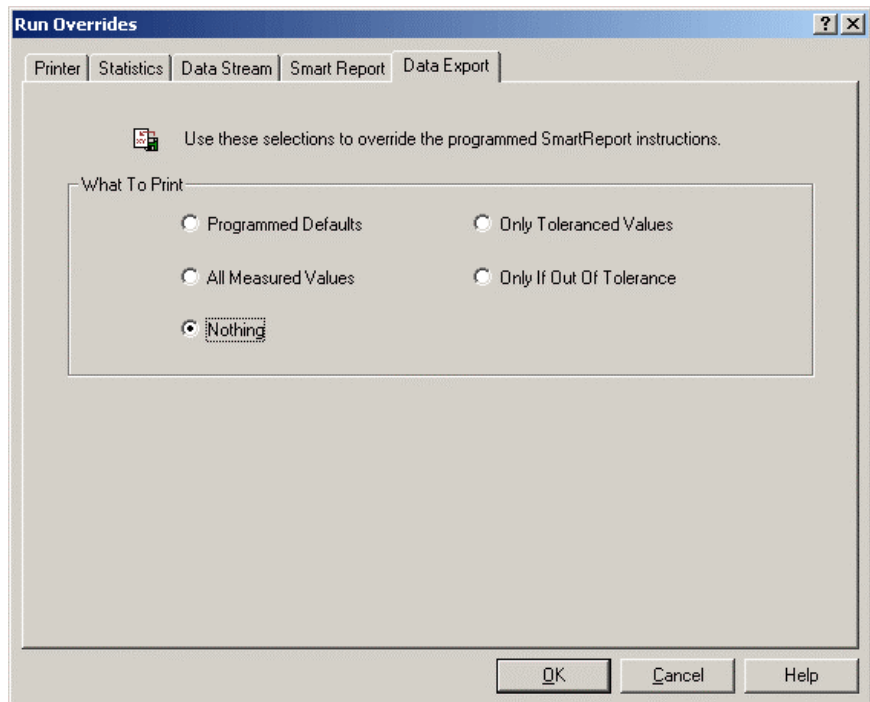 Run Overrides
Printer Statistics Data Stream Smart Report Data Export
Use these selections to override the programmed SmartReport instructions.
What To Print
Programmed Defaults Only Toleranced Values
All Measured Values Only If Out Of Tolerance
Nothing
OK Cancel Help